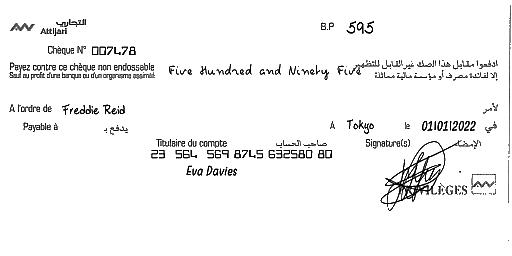 التجاري
Attijari
B.P 595
Chèque N° 007478
Payez contre ce chèque non endossable
Sauf au profit d'une banque ou d'un organisme assimilé
Five Hundred and Ninety Five
ادفعوا مقابل هذا الصك غير القابل للتظهير
إلا لفائدة مصرف أو مؤسسة مالية مماثلة
A l'ordre de Freddie Reid لأمر
Payable à يدفع بـ
A Tokyo le 01/01/2022 في
Titulaire du compte صاحب الحساب
Signature(s) الإمضاء
23 564 569 8745 632580 80
Eva Davies
PRIVILÈGES